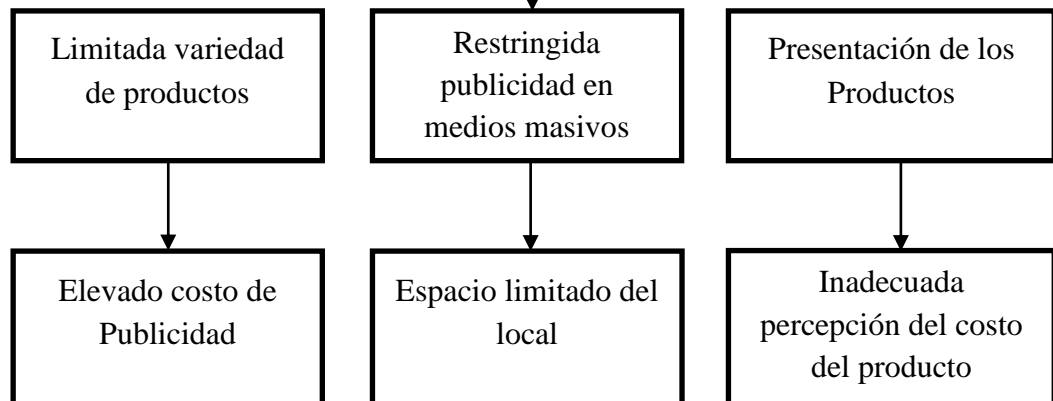 Limitada variedad
de productos
Restringida
publicidad en
medios masivos
Presentación de los
Productos
Elevado costo de
Publicidad
Espacio limitado del
local
Inadecuada
percepción del costo
del producto